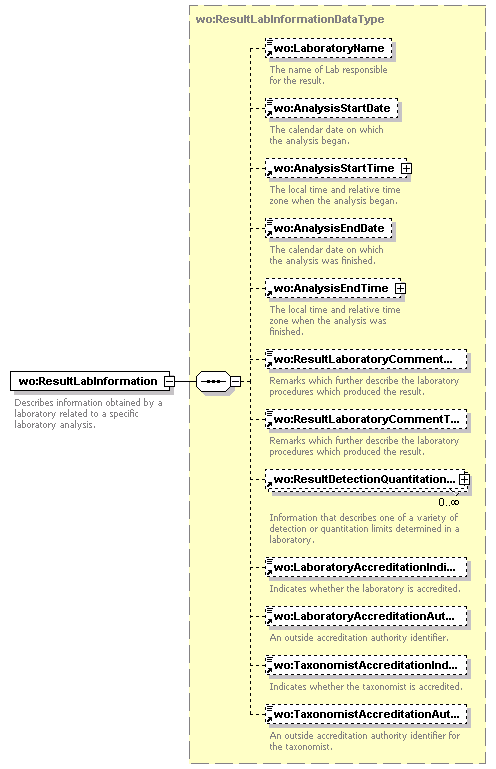 wo:ResultLabInformationDataType
wo:LaboratoryName
The name of Lab responsible
for the result.
wo:AnalysisStartDate
The calendar date on which
the analysis began.
wo:AnalysisStartTime
The local time and relative time
zone when the analysis began.
wo:AnalysisEndDate
The calendar date on which
the analysis was finished.
wo:AnalysisEndTime
The local time and relative time
zone when the analysis was
finished.
wo:ResultLabInformation
Describes information obtained by a
laboratory related to a specific
laboratory analysis.
wo:ResultLaboratoryComment...
Remarks which further describe the laboratory
procedures which produced the result.
wo:ResultLaboratoryCommentT...
Remarks which further describe the laboratory
procedures which produced the result.
wo:ResultDetectionQuantitation...
0..∞
Information that describes one of a variety of
detection or quantitation limits determined in a
laboratory.
wo:LaboratoryAccreditationIndi...
Indicates whether the laboratory is accredited.
wo:LaboratoryAccreditationAut...
An outside accreditation authority identifier.
wo:TaxonomistAccreditationInd...
Indicates whether the taxonomist is accredited.
wo:TaxonomistAccreditationAut...
An outside accreditation authority identifier for
the taxonomist.